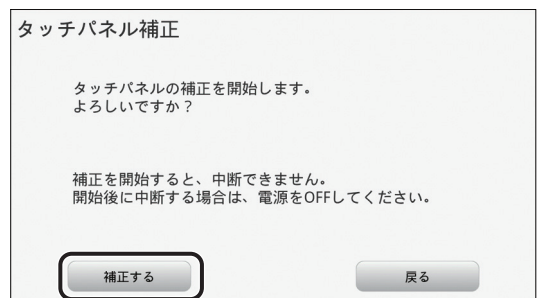 タッチパネル補正
タッチパネルの補正を開始します。
よろしいですか？
補正を開始すると、中断できません。
開始後に中断する場合は、電源をOFFしてください。
補正する
戻る